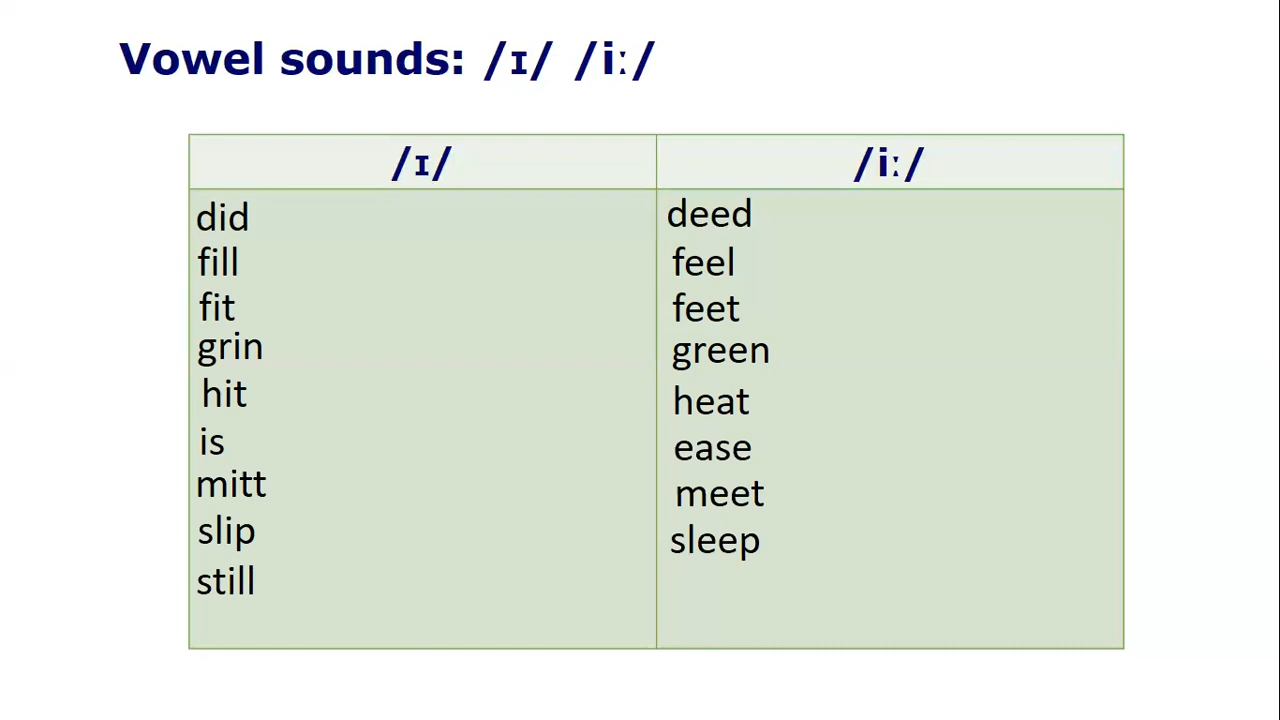 Vowel sounds: /ɪ/ /iː/
/ɪ/ /iː/
did deed
fill feel
fit feet
grin green
hit heat
is ease
mitt meet
slip sleep
still